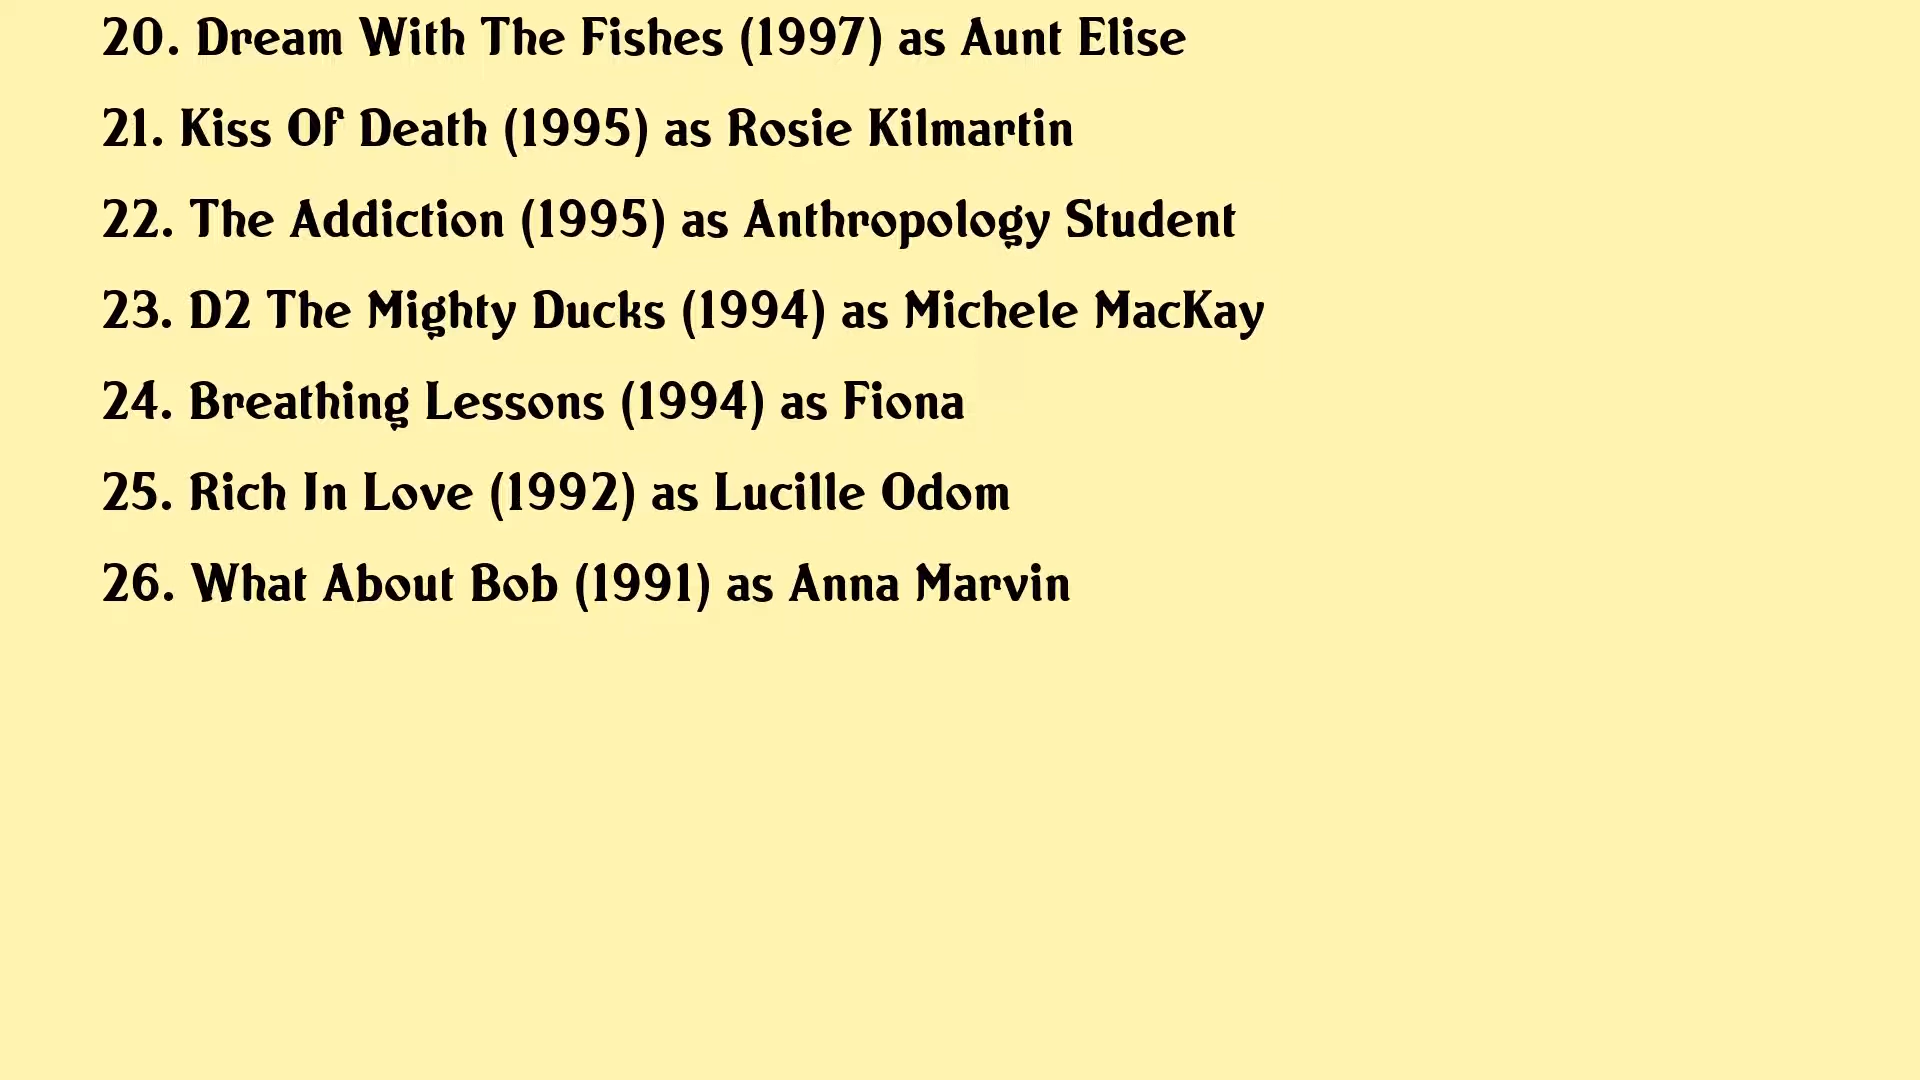 20. Dream With The Fishes (1997) as Aunt Elise
21. Kiss Of Death (1995) as Rosie Kilmartin
22. The Addiction (1995) as Anthropology Student
23. D2 The Mighty Ducks (1994) as Michele MacKay
24. Breathing Lessons (1994) as Fiona
25. Rich In Love (1992) as Lucille Odom
26. What About Bob (1991) as Anna Marvin